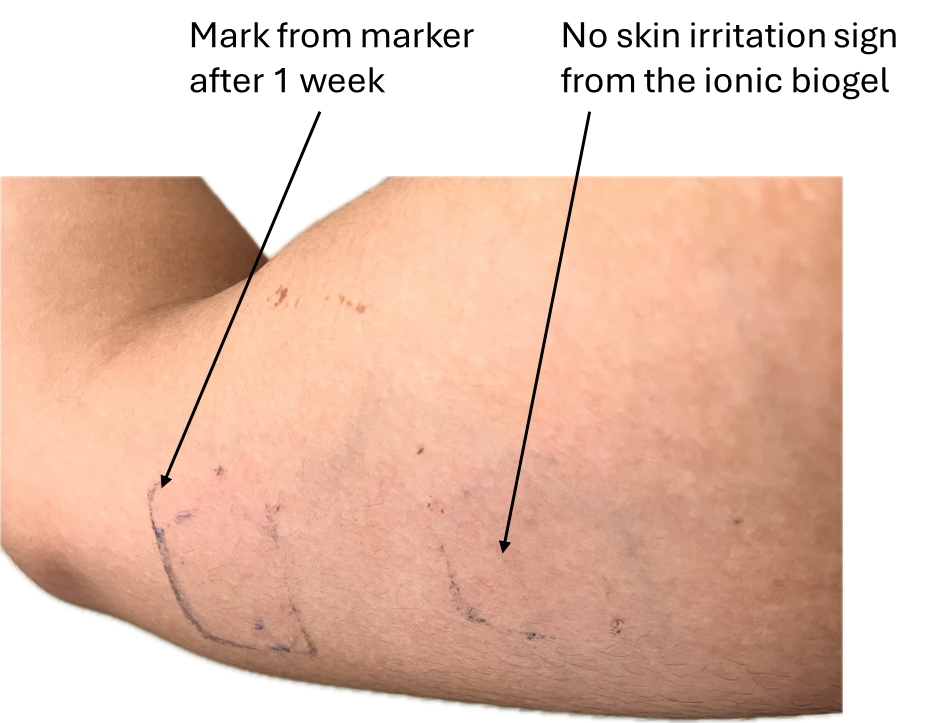 Mark from marker
after 1 week
No skin irritation sign
from the ionic biogel